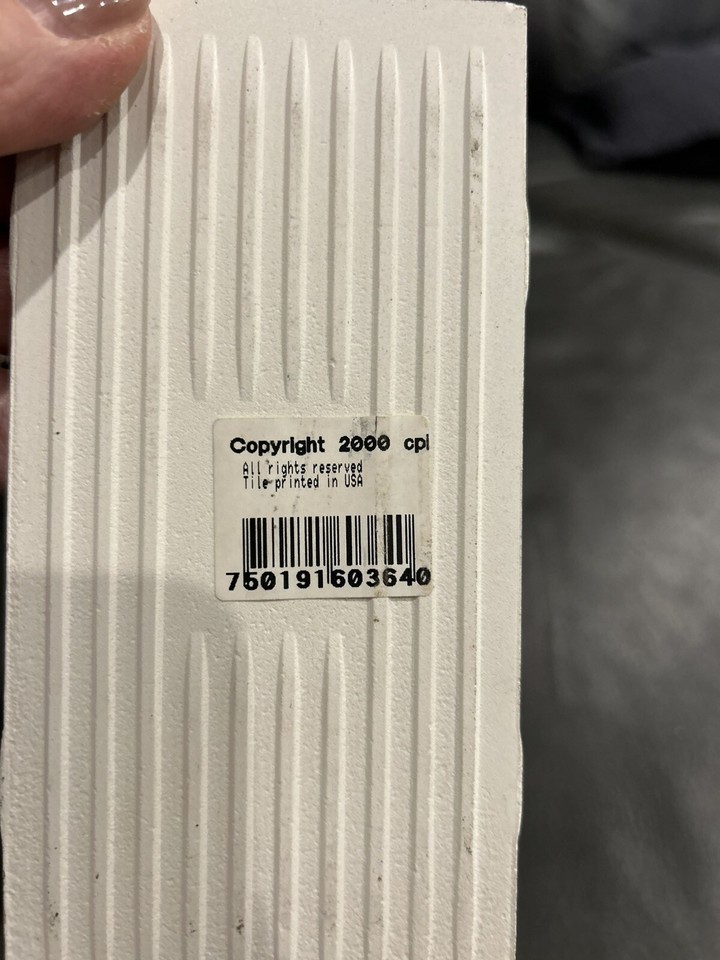 Copyright 2000 cpi
All rights reserved
Tile printed in USA
750191603640